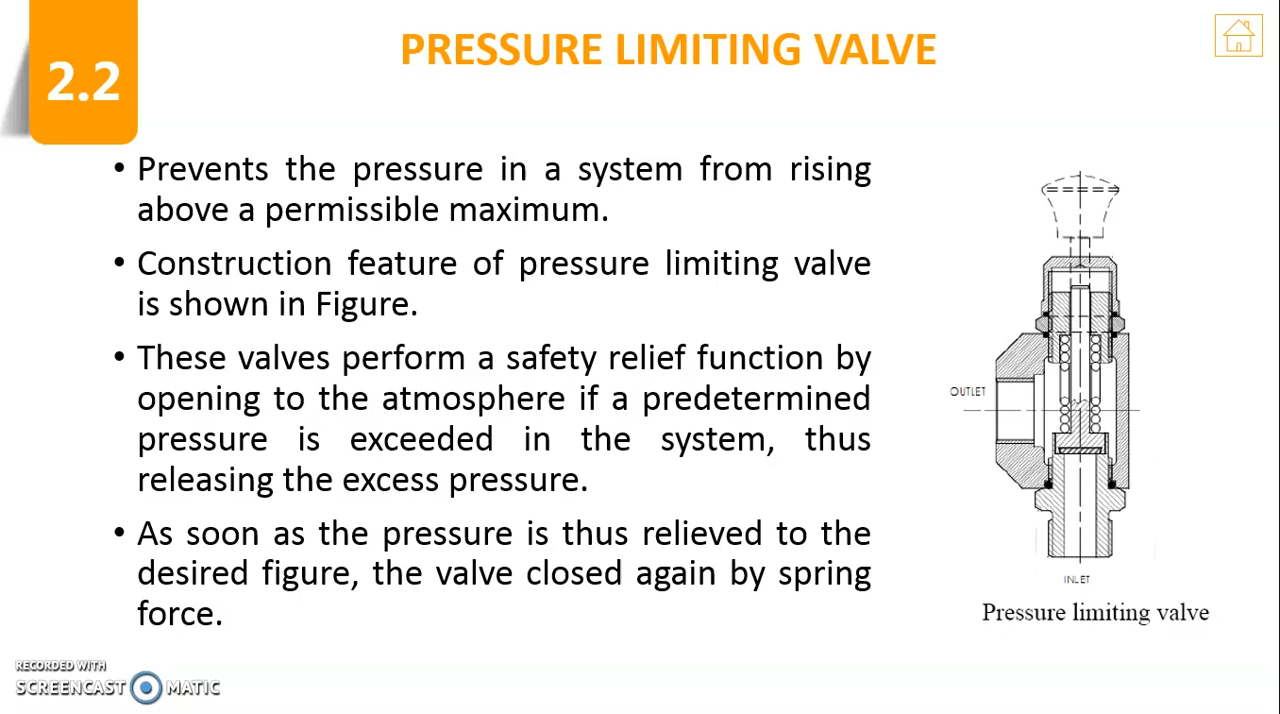 2.2
PRESSURE LIMITING VALVE
• Prevents the pressure in a system from rising
above a permissible maximum.
• Construction feature of pressure limiting valve
is shown in Figure.
• These valves perform a safety relief function by
opening to the atmosphere if a predetermined
pressure is exceeded in the system, thus
releasing the excess pressure.
• As soon as the pressure is thus relieved to the
desired figure, the valve closed again by spring
force.
OUTLET
INLET
Pressure limiting valve
RECORDED WITH
SCREENCAST MATIC